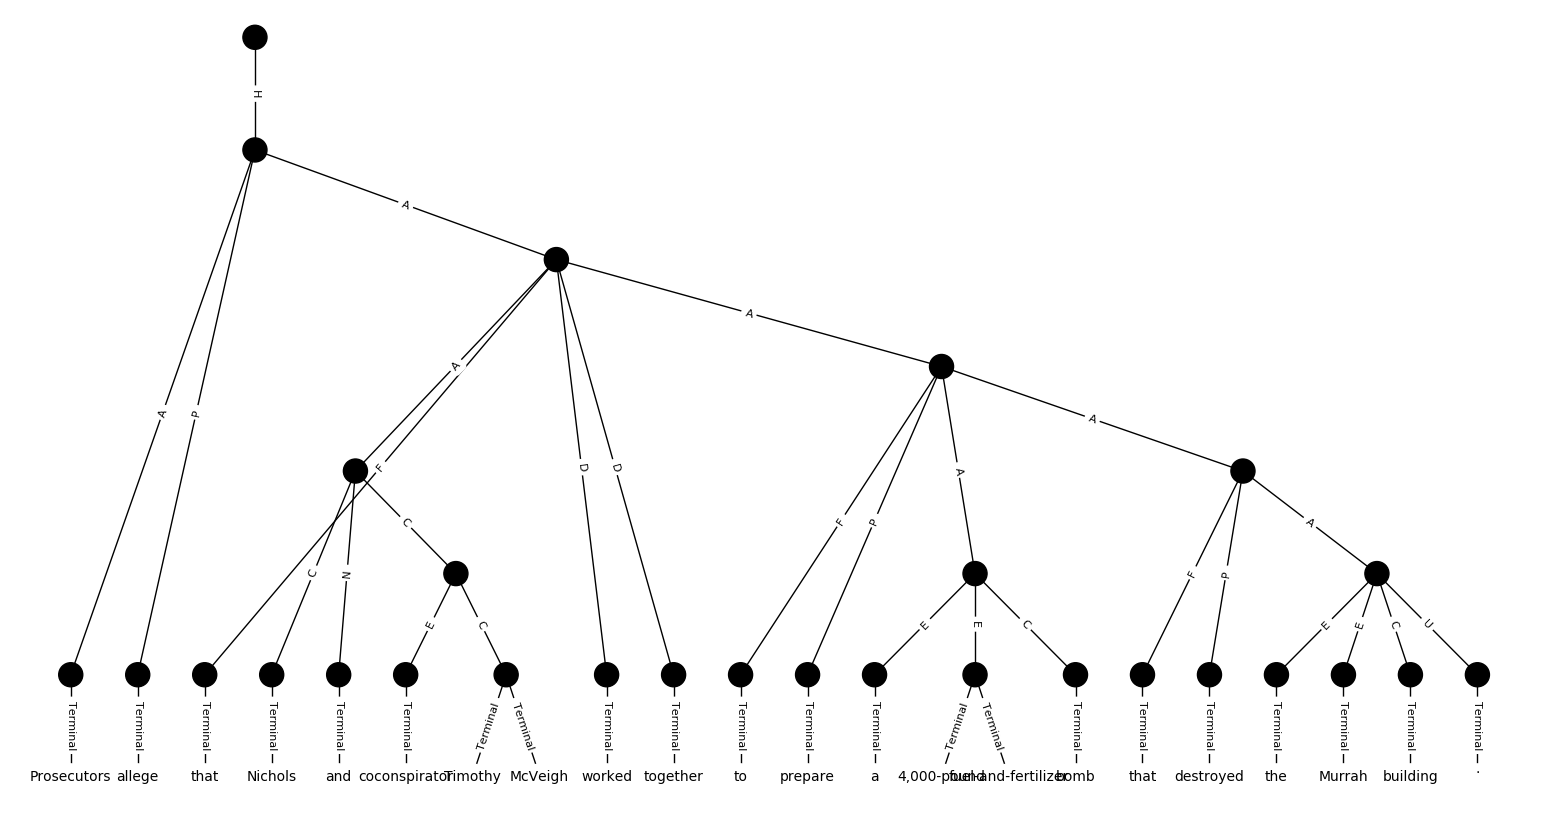 H
A
A
A
P
A
A
F
D
D
A
F
P
A
C
N
C
F
P
A
E
C
E
E
C
E
E
C
U
Terminal Terminal Terminal Terminal Terminal Terminal Terminal Terminal Terminal Terminal Terminal Terminal Terminal Terminal Terminal Terminal Terminal Terminal Terminal Terminal Terminal Terminal
Prosecutors allege that Nichols and coconspirator Timothy McVeigh worked together to prepare a 4,000-pound fuel-and-fertilizer bomb that destroyed the Murrah building .